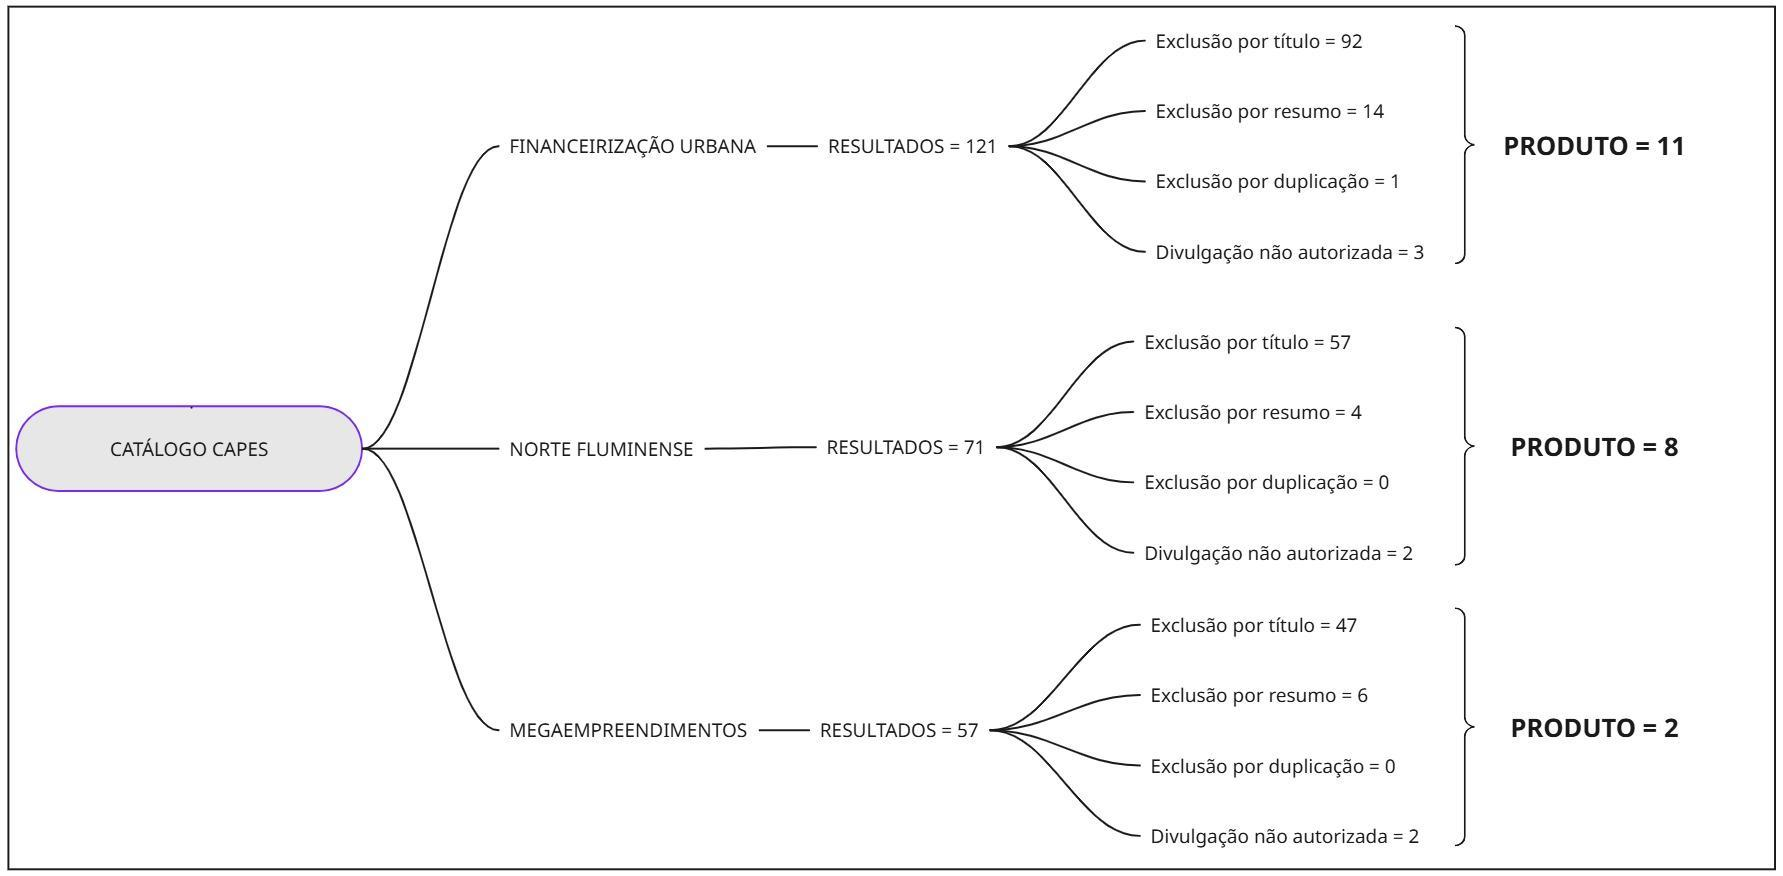 CATÁLOGO CAPES
FINANCEIRIZAÇÃO URBANA
RESULTADOS = 121
Exclusão por título = 92
Exclusão por resumo = 14
Exclusão por duplicação = 1
Divulgação não autorizada = 3
PRODUTO = 11
NORTE FLUMINENSE
RESULTADOS = 71
Exclusão por título = 57
Exclusão por resumo = 4
Exclusão por duplicação = 0
Divulgação não autorizada = 2
PRODUTO = 8
MEGAEMPREENDIMENTOS
RESULTADOS = 57
Exclusão por título = 47
Exclusão por resumo = 6
Exclusão por duplicação = 0
Divulgação não autorizada = 2
PRODUTO = 2